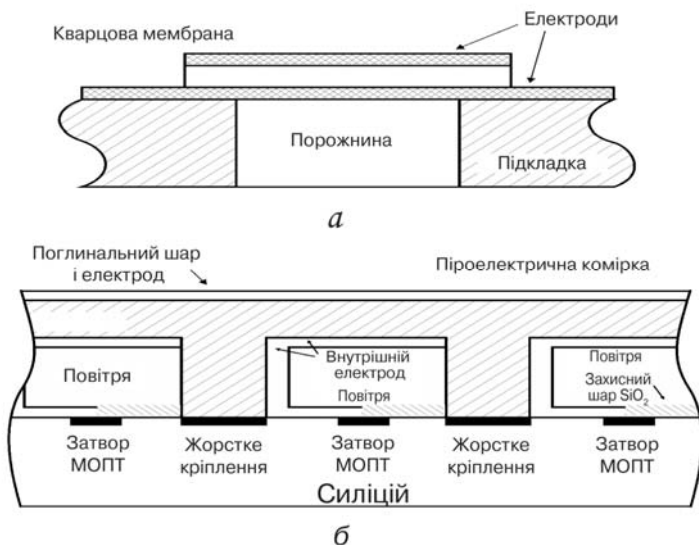 Електроди
Кварцова мембрана
Порожнина
Підкладка
а
Поглинальний шар
і електрод
Піроелектрична комірка
Внутрішній
електрод
Повітря
Повітря
Повітря
Захисний
шар SiO₂
Затвор
МОПТ
Жорстке
кріплення
Затвор
МОПТ
Жорстке
кріплення
Затвор
МОПТ
Силіцій
б